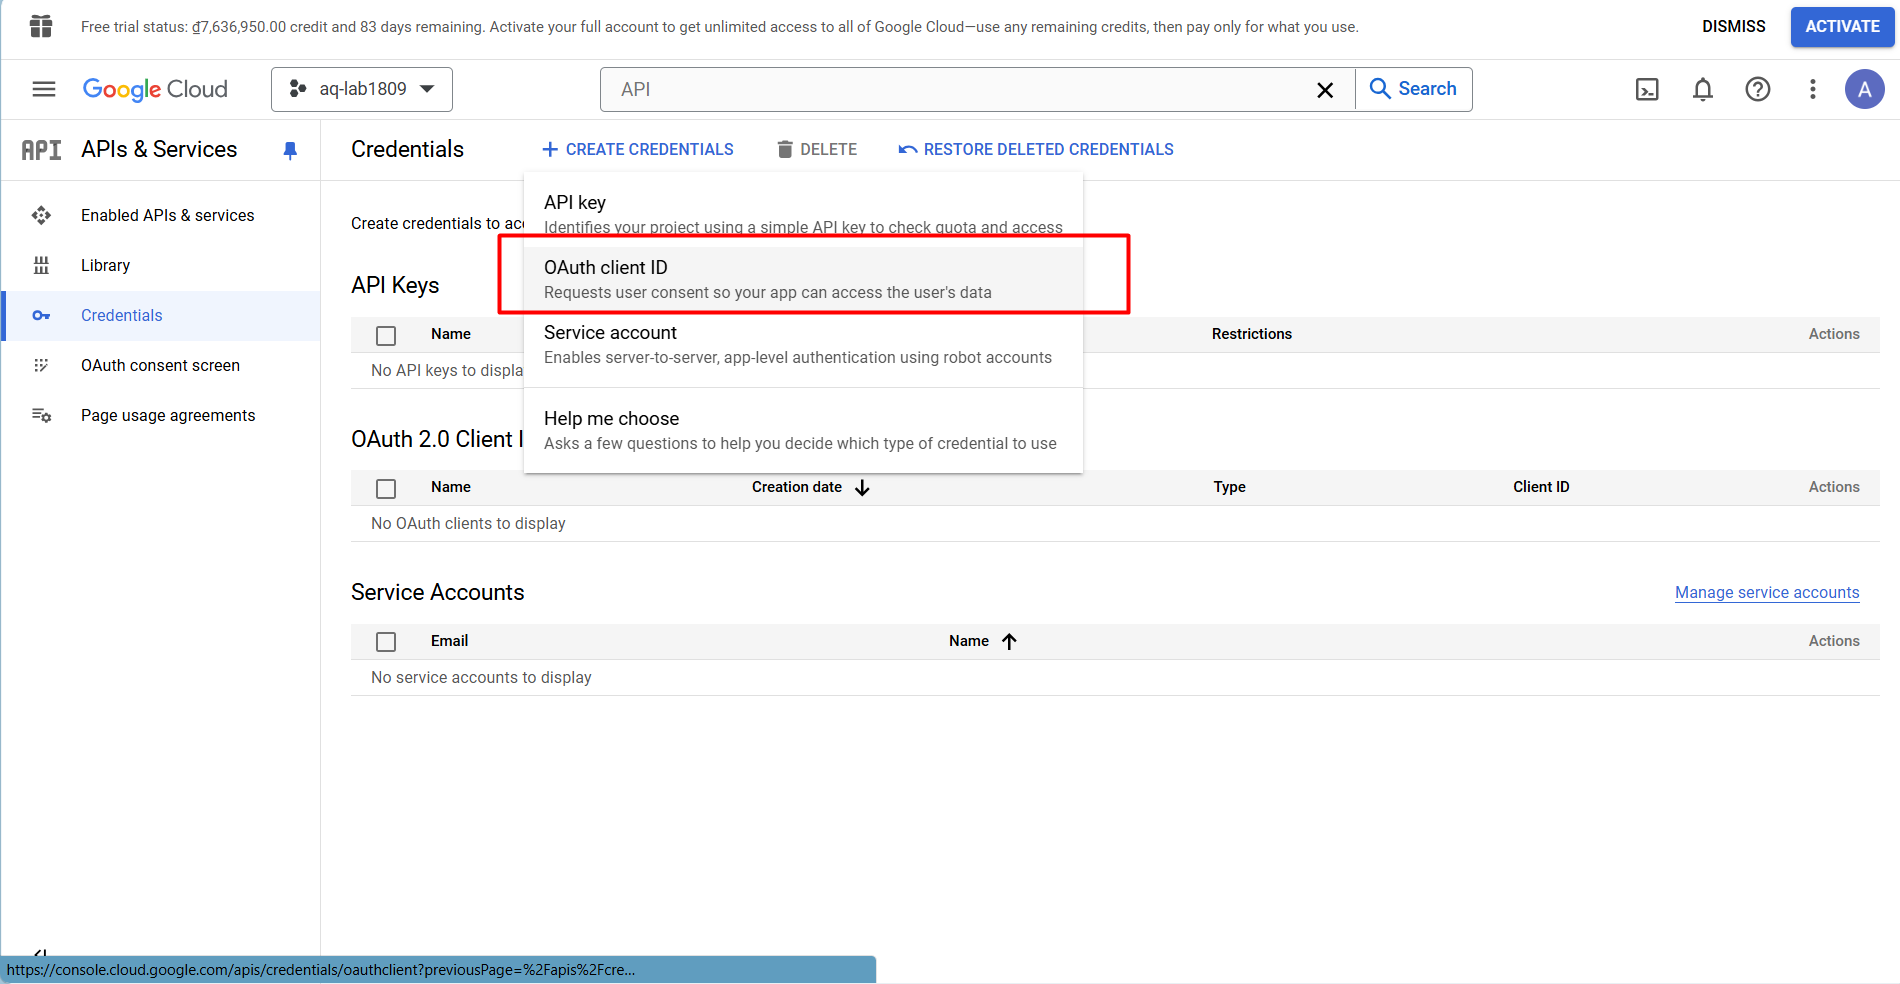 Free trial status: ₫7,636,950.00 credit and 83 days remaining. Activate your full account to get unlimited access to all of Google Cloud—use any remaining credits, then pay only for what you use.
DISMISS
ACTIVATE
Google Cloud
aq-lab1809
API
Search
A
API
APIs & Services
Credentials
CREATE CREDENTIALS
DELETE
RESTORE DELETED CREDENTIALS
Enabled APIs & services
Library
Credentials
OAuth consent screen
Page usage agreements
Create credentials to acc
API key
Identifies your project using a simple API key to check quota and access
OAuth client ID
Requests user consent so your app can access the user's data
Service account
Enables server-to-server, app-level authentication using robot accounts
Help me choose
Asks a few questions to help you decide which type of credential to use
API Keys
Name
Restrictions
Actions
No API keys to displa
OAuth 2.0 Client I
Name
Creation date
Type
Client ID
Actions
No OAuth clients to display
Service Accounts
Manage service accounts
Email
Name
Actions
No service accounts to display
https://console.cloud.google.com/apis/credentials/oauthclient?previousPage=%2Fapis%2Fcre...